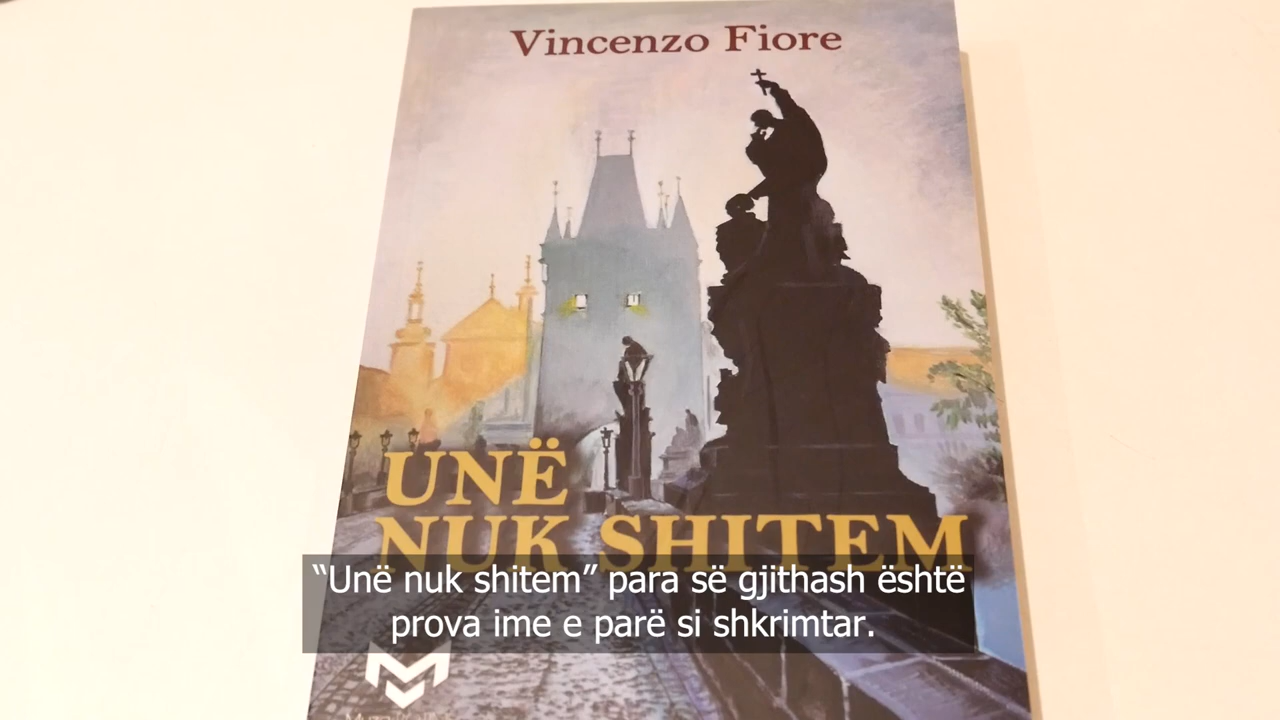 Vincenzo Fiore
UNË
NUK SHITEM
“Unë nuk shitem” para së gjithash është
prova ime e parë si shkrimtar.